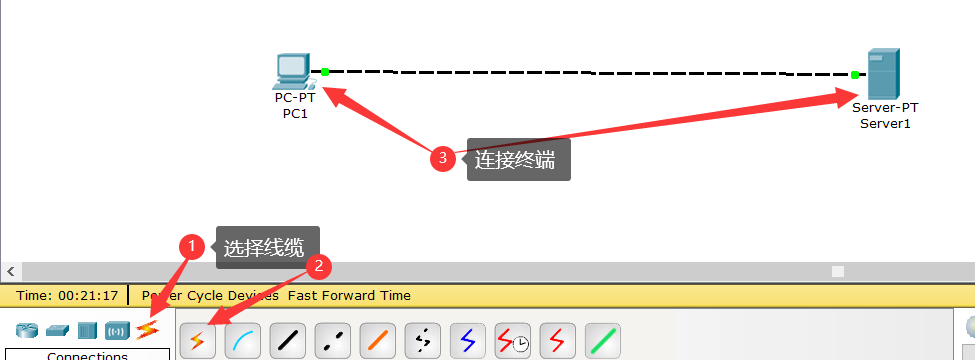 PC-PT
PC1
Server-PT
Server1
3
连接终端
1
选择线缆
2
Time: 00:21:17
Power Cycle Devices Fast Forward Time
Connections